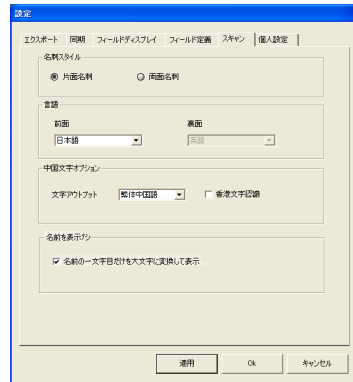 設定
エクスポート 同期 フィールドディスプレイ フィールド定義 スキャン 個人設定
名刺スタイル
片面名刺 両面名刺
言語
前面 裏面
日本語 英語
中国文字オプション
文字アウトプット 繁体中国語 香港文字認識
名前を表示プシ
名前の一文字目だけを大文字に変換して表示
適用 Ok キャンセル